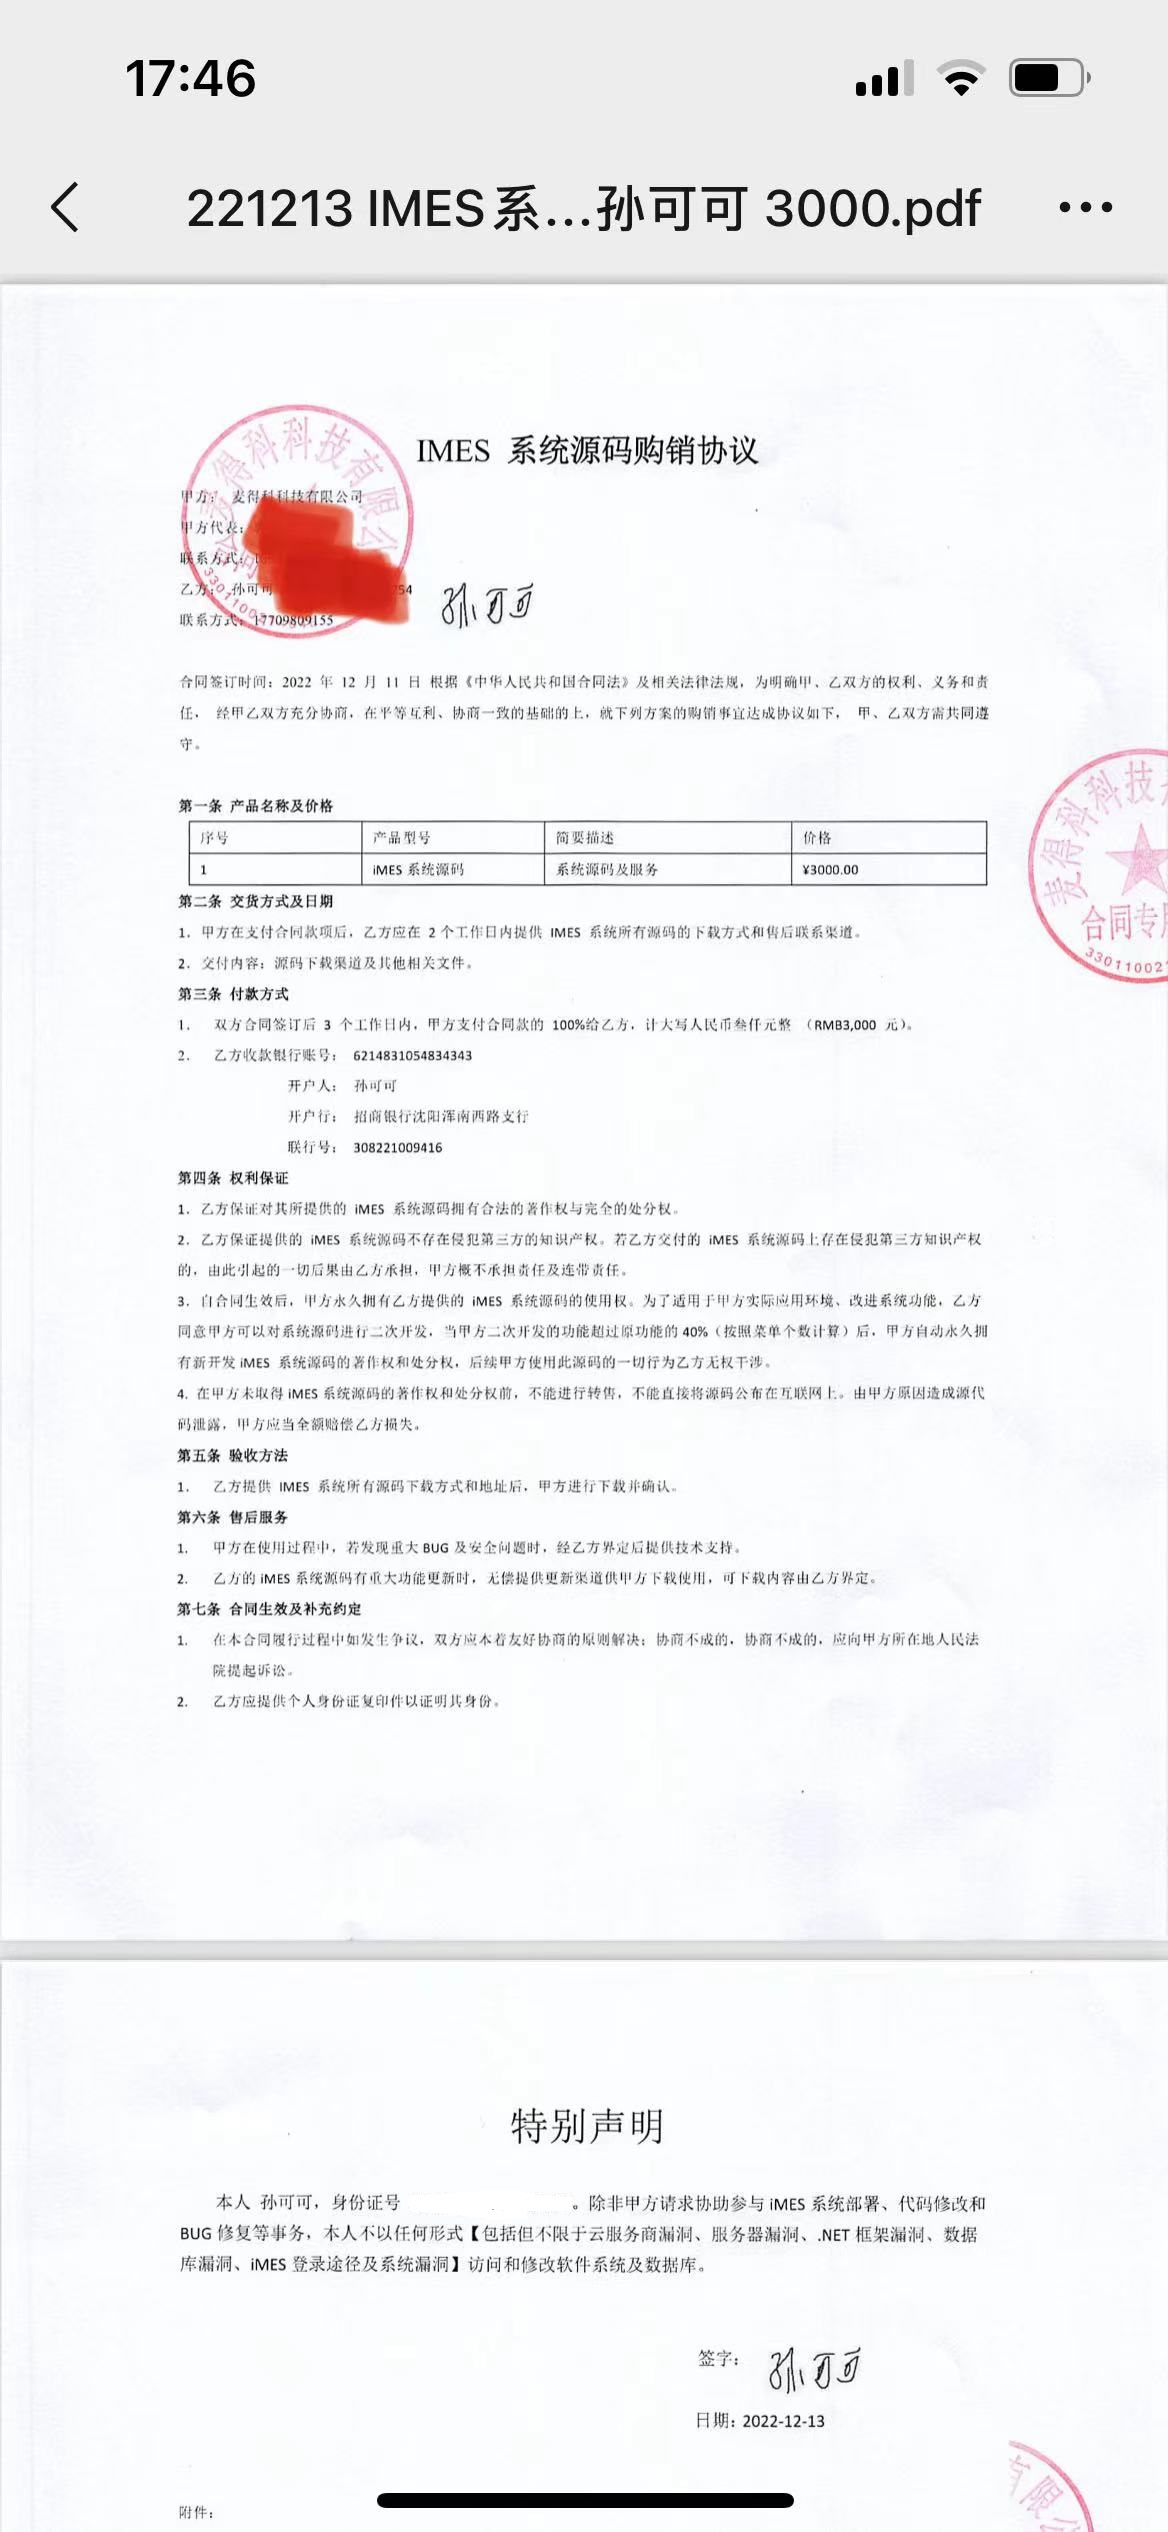 17:46
221213 IMES系...孙可可 3000.pdf
IMES 系统源码购销协议
甲方： 麦得科科技有限公司
甲方代表：
联系方式：
乙方： 孙可可 754
孙可可
联系方式：17709809155
合同签订时间：2022 年 12 月 11 日 根据《中华人民共和国合同法》及相关法律法规，为明确甲、乙双方的权利、义务和责
任， 经甲乙双方充分协商，在平等互利、协商一致的基础的上，就下列方案的购销事宜达成协议如下， 甲、乙双方需共同遵
守。
第一条 产品名称及价格
序号 产品型号 简要描述 价格
1 iMES 系统源码 系统源码及服务 ¥3000.00
第二条 交货方式及日期
1．甲方在支付合同款项后，乙方应在 2 个工作日内提供 IMES 系统所有源码的下载方式和售后联系渠道。
2．交付内容：源码下载渠道及其他相关文件。
第三条 付款方式
1. 双方合同签订后 3 个工作日内，甲方支付合同款的 100%给乙方，计大写人民币叁仟元整 （RMB3,000 元）。
2. 乙方收款银行账号： 6214831054834343
开户人： 孙可可
开户行： 招商银行沈阳浑南西路支行
联行号： 308221009416
第四条 权利保证
1．乙方保证对其所提供的 iMES 系统源码拥有合法的著作权与完全的处分权。
2．乙方保证提供的 iMES 系统源码不存在侵犯第三方的知识产权。若乙方交付的 iMES 系统源码上存在侵犯第三方知识产权
的，由此引起的一切后果由乙方承担，甲方概不承担责任及连带责任。
3．自合同生效后，甲方永久拥有乙方提供的 iMES 系统源码的使用权。为了适用于甲方实际应用环境、改进系统功能，乙方
同意甲方可以对系统源码进行二次开发，当甲方二次开发的功能超过原功能的 40%（按照菜单个数计算）后，甲方自动永久拥
有新开发 iMES 系统源码的著作权和处分权，后续甲方使用此源码的一切行为乙方无权干涉。
4. 在甲方未取得 iMES 系统源码的著作权和处分权前，不能进行转售，不能直接将源码公布在互联网上。由甲方原因造成源代
码泄露，甲方应当全额赔偿乙方损失。
第五条 验收方法
1. 乙方提供 IMES 系统所有源码下载方式和地址后，甲方进行下载并确认。
第六条 售后服务
1. 甲方在使用过程中，若发现重大 BUG 及安全问题时，经乙方界定后提供技术支持。
2. 乙方的 iMES 系统源码有重大功能更新时，无偿提供更新渠道供甲方下载使用，可下载内容由乙方界定。
第七条 合同生效及补充约定
1. 在本合同履行过程中如发生争议，双方应本着友好协商的原则解决；协商不成的，协商不成的，应向甲方所在地人民法
院提起诉讼。
2. 乙方应提供个人身份证复印件以证明其身份。
麦得科科技有限公
3301100
麦得科科技
合同专用
330110021
特别声明
本人 孙可可，身份证号 。除非甲方请求协助参与 iMES 系统部署、代码修改和
BUG 修复等事务，本人不以任何形式【包括但不限于云服务商漏洞、服务器漏洞、.NET 框架漏洞、数据
库漏洞、iMES 登录途径及系统漏洞】访问和修改软件系统及数据库。
签字： 孙可可
日期：2022-12-13
有限公
附件：